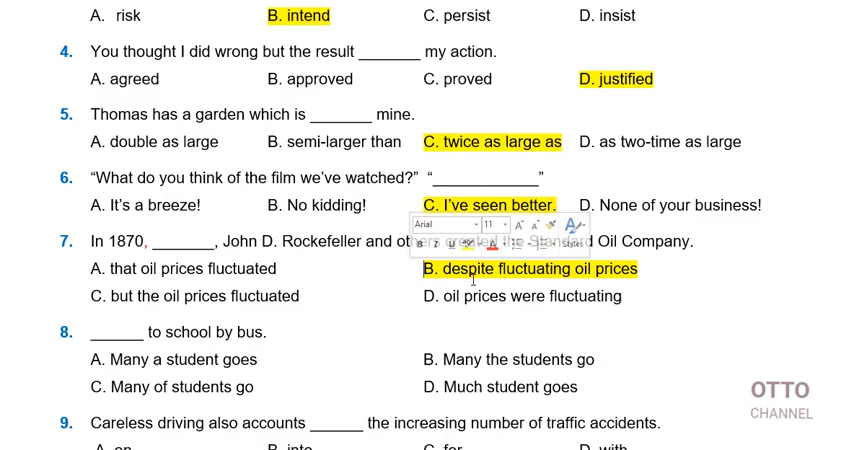 A. risk B. intend C. persist D. insist
4. You thought I did wrong but the result _______ my action.
A. agreed B. approved C. proved D. justified
5. Thomas has a garden which is _______ mine.
A. double as large B. semi-larger than C. twice as large as D. as two-time as large
6. “What do you think of the film we’ve watched?” “____________”
A. It’s a breeze! B. No kidding! C. I’ve seen better. D. None of your business!
Arial 11
7. In 1870, _______, John D. Rockefeller and others created the Standard Oil Company.
Styles
A. that oil prices fluctuated B. despite fluctuating oil prices
C. but the oil prices fluctuated D. oil prices were fluctuating
8. ______ to school by bus.
A. Many a student goes B. Many the students go
C. Many of students go D. Much student goes
OTTO
CHANNEL
9. Careless driving also accounts ______ the increasing number of traffic accidents.
A. on B. into C. for D. with